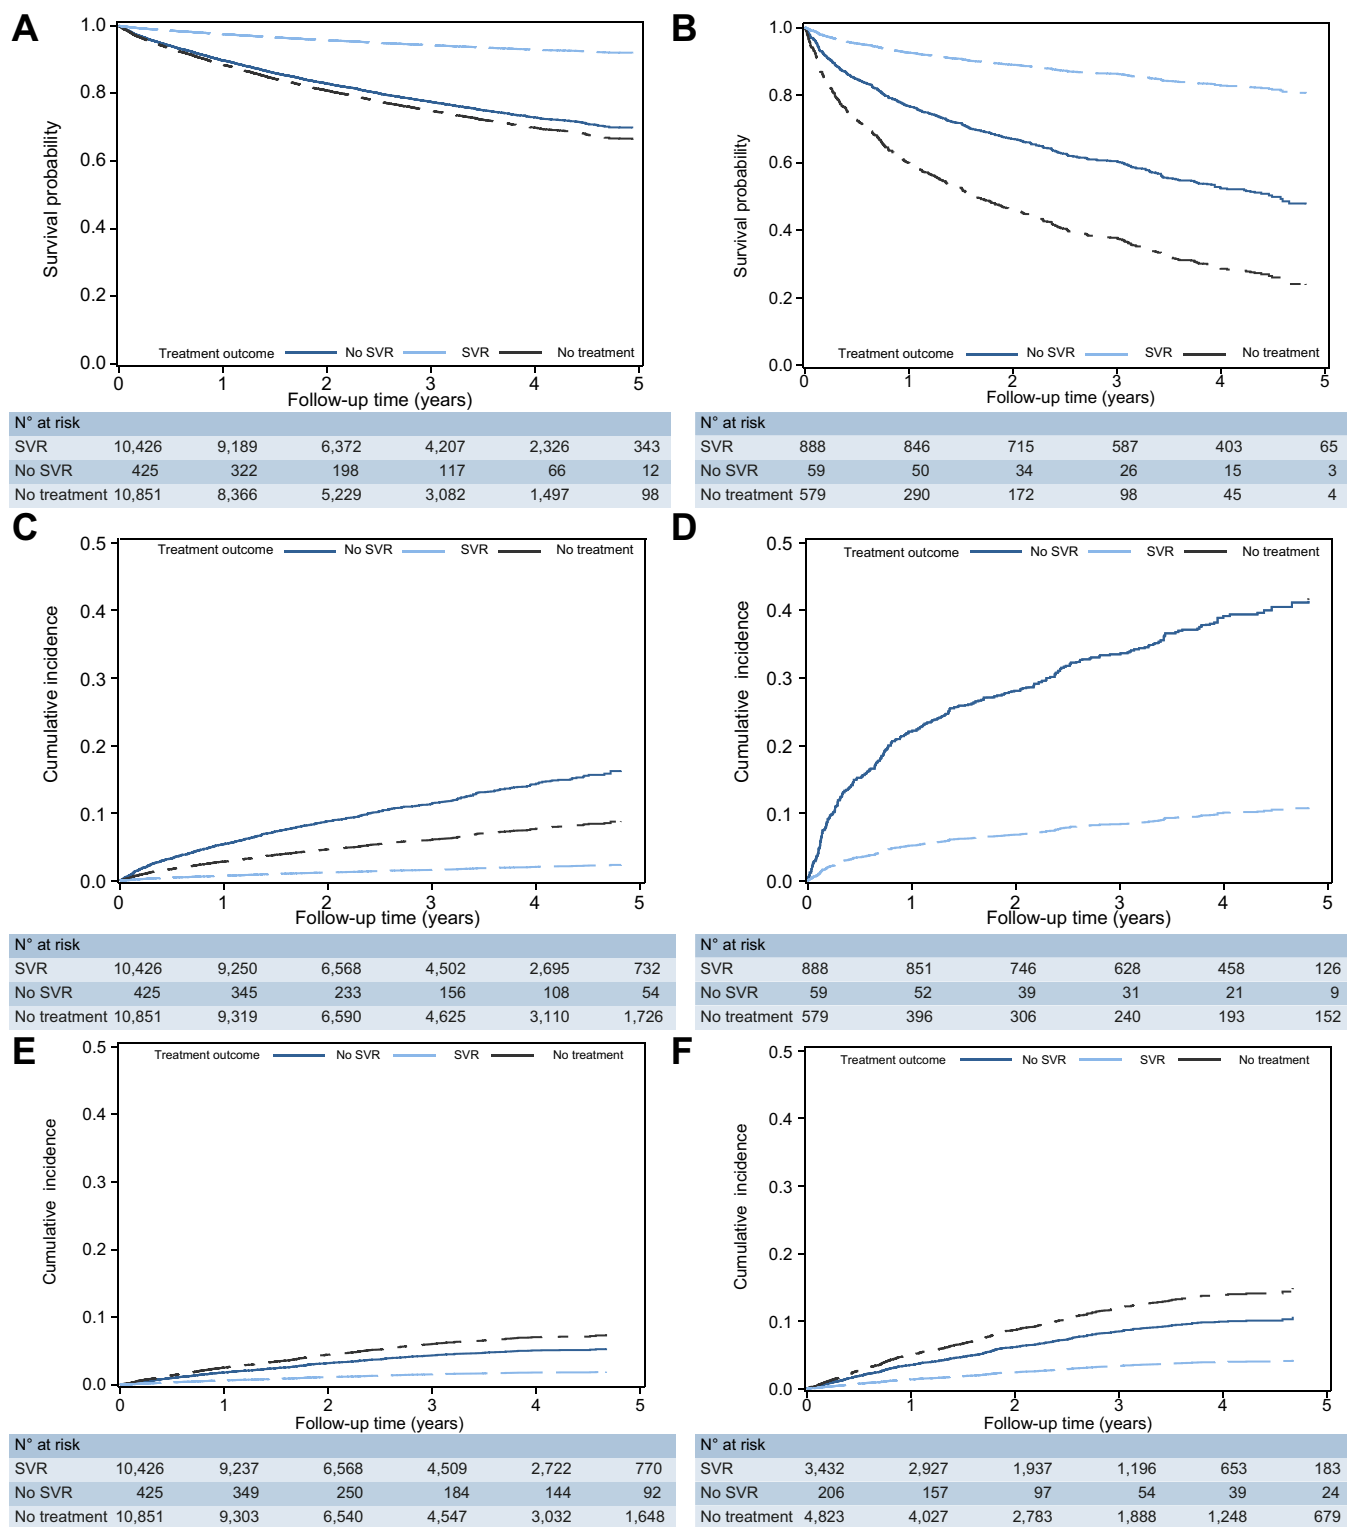 A
Survival probability
1.0
0.8
0.6
0.4
0.2
0.0
Treatment outcome No SVR SVR No treatment
0 1 2 3 4 5
Follow-up time (years)
N° at risk
SVR 10,426 9,189 6,372 4,207 2,326 343
No SVR 425 322 198 117 66 12
No treatment 10,851 8,366 5,229 3,082 1,497 98
B
Survival probability
1.0
0.8
0.6
0.4
0.2
0.0
Treatment outcome No SVR SVR No treatment
0 1 2 3 4 5
Follow-up time (years)
N° at risk
SVR 888 846 715 587 403 65
No SVR 59 50 34 26 15 3
No treatment 579 290 172 98 45 4
C
Cumulative incidence
Treatment outcome No SVR SVR No treatment
0.5
0.4
0.3
0.2
0.1
0.0
0 1 2 3 4 5
Follow-up time (years)
N° at risk
SVR 10,426 9,250 6,568 4,502 2,695 732
No SVR 425 345 233 156 108 54
No treatment 10,851 9,319 6,590 4,625 3,110 1,726
D
Cumulative incidence
Treatment outcome No SVR SVR No treatment
0.5
0.4
0.3
0.2
0.1
0.0
0 1 2 3 4 5
Follow-up time (years)
N° at risk
SVR 888 851 746 628 458 126
No SVR 59 52 39 31 21 9
No treatment 579 396 306 240 193 152
E
Cumulative incidence
Treatment outcome No SVR SVR No treatment
0.5
0.4
0.3
0.2
0.1
0.0
0 1 2 3 4 5
Follow-up time (years)
N° at risk
SVR 10,426 9,237 6,568 4,509 2,722 770
No SVR 425 349 250 184 144 92
No treatment 10,851 9,303 6,540 4,547 3,032 1,648
F
Cumulative incidence
Treatment outcome No SVR SVR No treatment
0.5
0.4
0.3
0.2
0.1
0.0
0 1 2 3 4 5
Follow-up time (years)
N° at risk
SVR 3,432 2,927 1,937 1,196 653 183
No SVR 206 157 97 54 39 24
No treatment 4,823 4,027 2,783 1,888 1,248 679